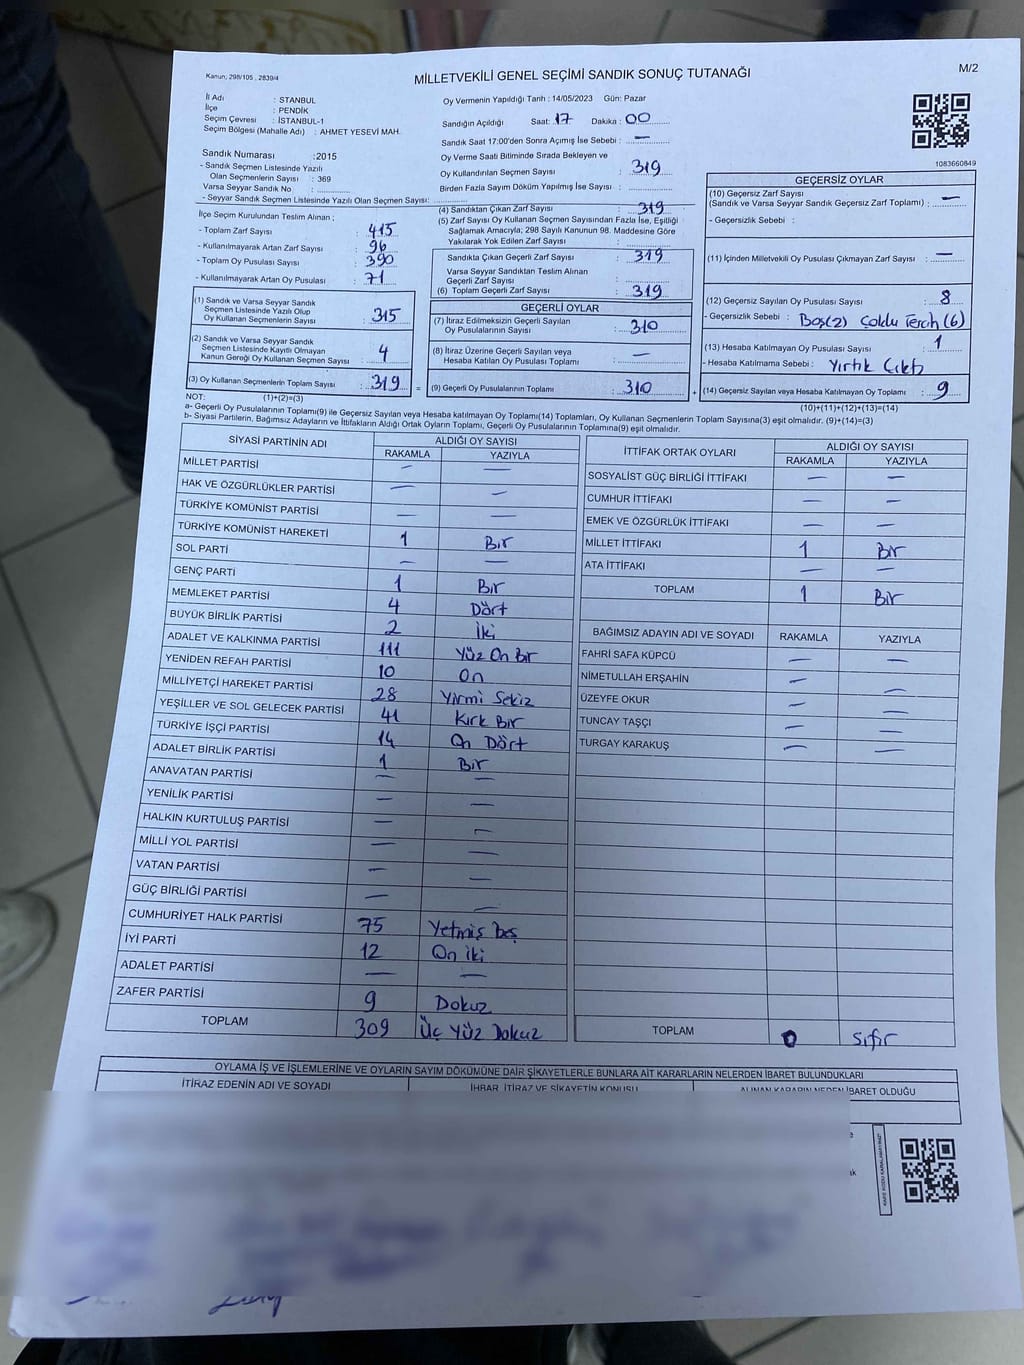 Kanun; 298/105 , 2839/4
MİLLETVEKİLİ GENEL SEÇİMİ SANDIK SONUÇ TUTANAĞI
M/2
İl Adı : STANBUL
İlçe : PENDİK
Seçim Çevresi : İSTANBUL-1
Seçim Bölgesi (Mahalle Adı) : AHMET YESEVİ MAH.
Oy Vermenin Yapıldığı Tarih : 14/05/2023 Gün: Pazar
Sandığın Açıldığı Saat: 17 Dakika : 00
Sandık Saat 17:00'den Sonra Açımış İse Sebebi : —
Oy Verme Saati Bitiminde Sırada Bekleyen ve
Oy Kullandırılan Seçmen Sayısı : 319
Birden Fazla Sayım Döküm Yapılmış İse Sayısı :
1083660849
Sandık Numarası :2015
- Sandık Seçmen Listesinde Yazılı
Olan Seçmenlerin Sayısı : 369
Varsa Seyyar Sandık No :
- Seyyar Sandık Seçmen Listesinde Yazılı Olan Seçmen Sayısı:
İlçe Seçim Kurulundan Teslim Alınan ;
- Toplam Zarf Sayısı : 415
- Kullanılmayarak Artan Zarf Sayısı : 96
- Toplam Oy Pusulası Sayısı : 390
- Kullanılmayarak Artan Oy Pusulası : 71
(1) Sandık ve Varsa Seyyar Sandık
Seçmen Listesinde Yazılı Olup
Oy Kullanan Seçmenlerin Sayısı : 315
(2) Sandık ve Varsa Seyyar Sandık
Seçmen Listesinde Kayıtlı Olmayan
Kanun Gereği Oy Kullanan Seçmen Sayısı : 4
(3) Oy Kullanan Seçmenlerin Toplam Sayısı : 319 =
(4) Sandıktan Çıkan Zarf Sayısı : 319
(5) Zarf Sayısı Oy Kullanan Seçmen Sayısından Fazla İse, Eşitliği
Sağlamak Amacıyla; 298 Sayılı Kanunun 98. Maddesine Göre
Yakılarak Yok Edilen Zarf Sayısı :
Sandıkta Çıkan Geçerli Zarf Sayısı : 319
Varsa Seyyar Sandıktan Teslim Alınan
Geçerli Zarf Sayısı :
(6) Toplam Geçerli Zarf Sayısı : 319
GEÇERLİ OYLAR
(7) İtiraz Edilmeksizin Geçerli Sayılan
Oy Pusulalarının Sayısı : 310
(8) İtiraz Üzerine Geçerli Sayılan veya
Hesaba Katılan Oy Pusulası Toplamı : —
(9) Geçerli Oy Pusulalarının Toplamı : 310 +
GEÇERSİZ OYLAR
(10) Geçersiz Zarf Sayısı
(Sandık ve Varsa Seyyar Sandık Geçersiz Zarf Toplamı) : —
- Geçersizlik Sebebi :
(11) İçinden Milletvekili Oy Pusulası Çıkmayan Zarf Sayısı : —
(12) Geçersiz Sayılan Oy Pusulası Sayısı : 8
- Geçersizlik Sebebi : Boş(2) Çoklu Tercih(6)
(13) Hesaba Katılmayan Oy Pusulası Sayısı : 1
- Hesaba Katılmama Sebebi : Yırtık Çıktı
(14) Geçersiz Sayılan veya Hesaba Katılmayan Oy Toplamı : 9
NOT: (1)+(2)=(3)
(10)+(11)+(12)+(13)=(14)
a- Geçerli Oy Pusulalarının Toplamı(9) ile Geçersiz Sayılan veya Hesaba katılmayan Oy Toplamı(14) Toplamları, Oy Kullanan Seçmenlerin Toplam Sayısına(3) eşit olmalıdır. (9)+(14)=(3)
b- Siyasi Partilerin, Bağımsız Adayların ve İttifakların Aldığı Ortak Oyların Toplamı, Geçerli Oy Pusulalarının Toplamına(9) eşit olmalıdır.
SİYASİ PARTİNİN ADI ALDIĞI OY SAYISI
RAKAMLA YAZIYLA
MİLLET PARTİSİ — —
HAK VE ÖZGÜRLÜKLER PARTİSİ — —
TÜRKİYE KOMÜNİST PARTİSİ — —
TÜRKİYE KOMÜNİST HAREKETİ 1 Bir
SOL PARTİ — —
GENÇ PARTİ 1 Bir
MEMLEKET PARTİSİ 4 Dört
BÜYÜK BİRLİK PARTİSİ 2 İki
ADALET VE KALKINMA PARTİSİ 111 Yüz On Bir
YENİDEN REFAH PARTİSİ 10 On
MİLLİYETÇİ HAREKET PARTİSİ 28 Yirmi Sekiz
YEŞİLLER VE SOL GELECEK PARTİSİ 41 Kırk Bir
TÜRKİYE İŞÇİ PARTİSİ 14 On Dört
ADALET BİRLİK PARTİSİ 1 Bir
ANAVATAN PARTİSİ — —
YENİLİK PARTİSİ — —
HALKIN KURTULUŞ PARTİSİ — —
MİLLİ YOL PARTİSİ — —
VATAN PARTİSİ — —
GÜÇ BİRLİĞİ PARTİSİ — —
CUMHURİYET HALK PARTİSİ 75 Yetmiş beş
İYİ PARTİ 12 On iki
ADALET PARTİSİ — —
ZAFER PARTİSİ 9 Dokuz
TOPLAM 309 Üç Yüz Dokuz
İTTİFAK ORTAK OYLARI ALDIĞI OY SAYISI
RAKAMLA YAZIYLA
SOSYALİST GÜÇ BİRLİĞİ İTTİFAKI — —
CUMHUR İTTİFAKI — —
EMEK VE ÖZGÜRLÜK İTTİFAKI — —
MİLLET İTTİFAKI 1 Bir
ATA İTTİFAKI — —
TOPLAM 1 Bir
BAĞIMSIZ ADAYIN ADI VE SOYADI RAKAMLA YAZIYLA
FAHRİ SAFA KÜPCÜ — —
NİMETULLAH ERŞAHİN — —
ÜZEYFE OKUR — —
TUNCAY TAŞÇI — —
TURGAY KARAKUŞ — —
TOPLAM 0 Sıfır
OYLAMA İŞ VE İŞLEMLERİNE VE OYLARIN SAYIM DÖKÜMÜNE DAİR ŞİKAYETLERLE BUNLARA AİT KARARLARIN NELERDEN İBARET BULUNDUKLARI
İTİRAZ EDENİN ADI VE SOYADI İHBAR, İTİRAZ VE ŞİKAYETİN KONUSU ALINAN KARARIN NEDEN İBARET OLDUĞU